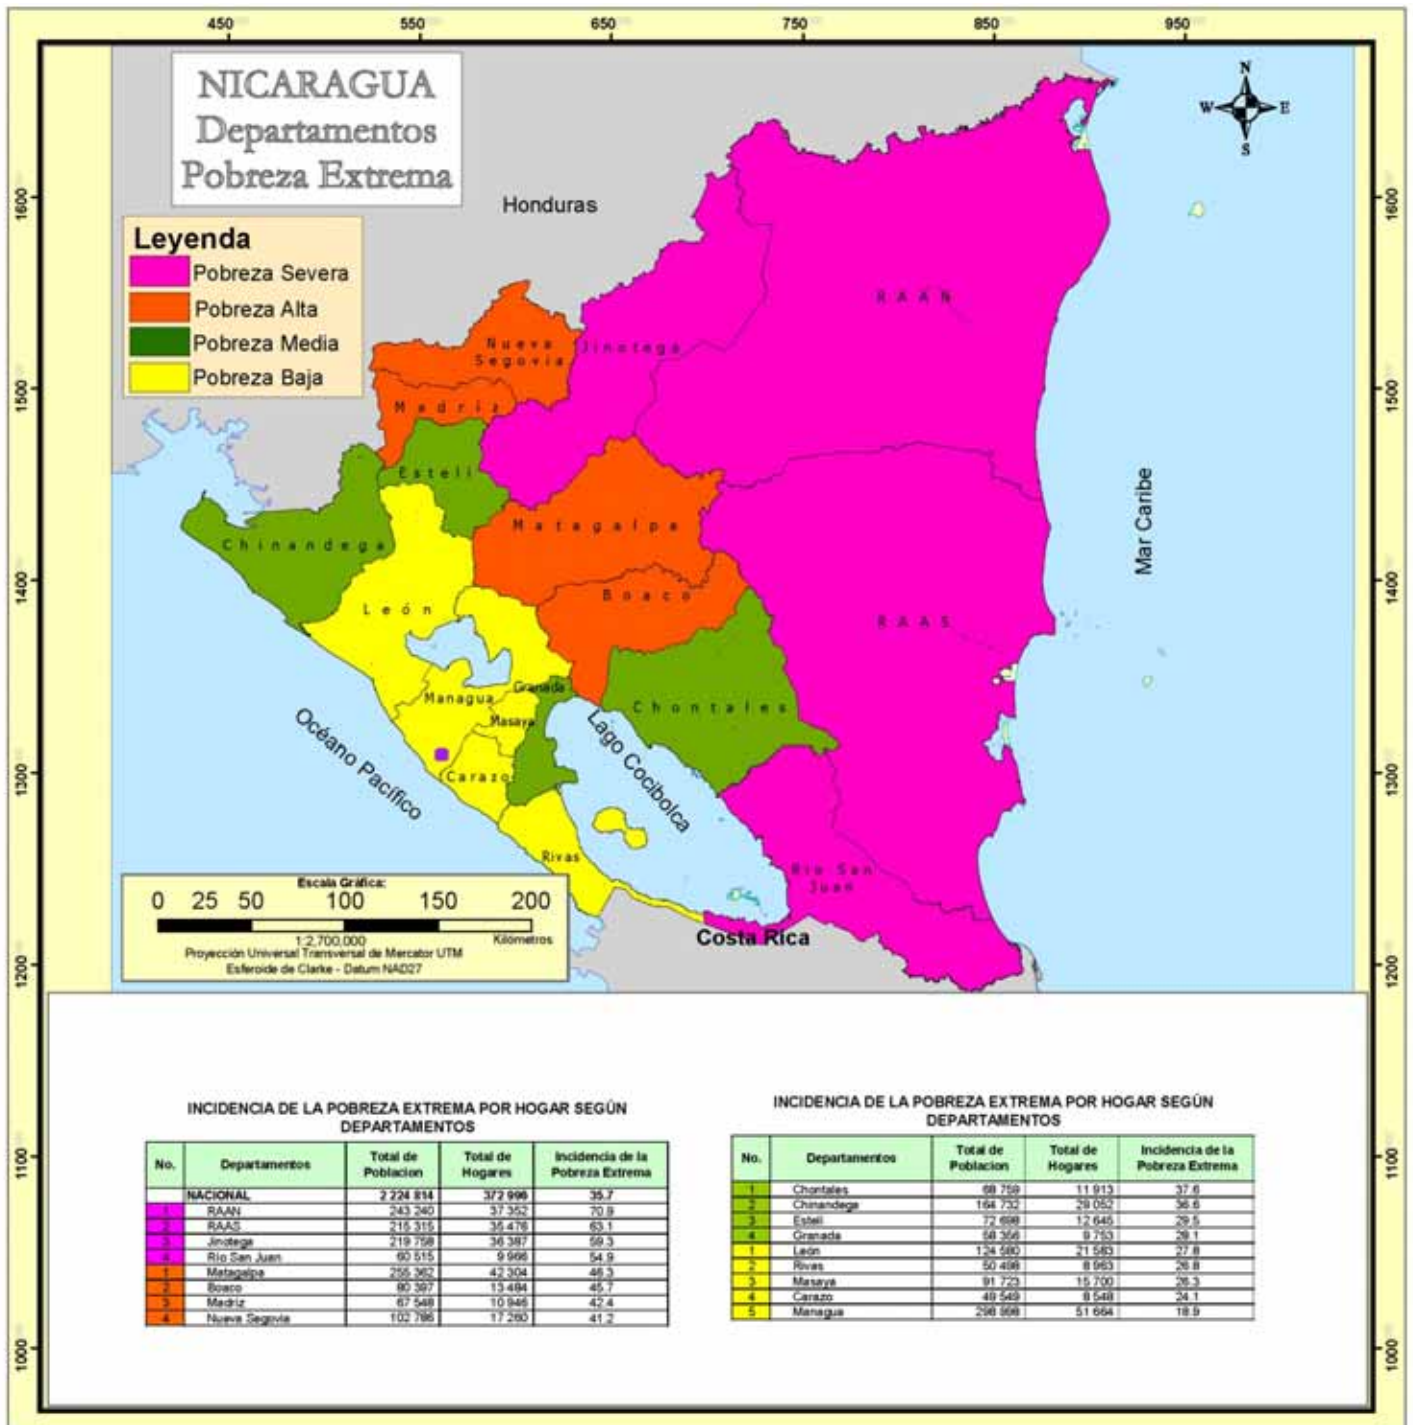 450 550 650 750 850 950
NICARAGUA
Departamentos
Pobreza Extrema
N
W E
S
Leyenda
Pobreza Severa
Pobreza Alta
Pobreza Media
Pobreza Baja
Honduras
RAAN
Nueva
Segovia
Jinotega
Madríz
Estelí
Chinandega
Matagalpa
León
Boaco
RAAS
Granada
Managua
Masaya
Chontales
Carazo
Rivas
Río San
Juan
Océano Pacífico
Lago Cocibolca
Mar Caribe
Costa Rica
Escala Gráfica:
0 25 50 100 150 200
1:2,700,000 Kilómetros
Proyección Universal Transversal de Mercator UTM
Esferoide de Clarke - Datum NAD27
1600 1600
1500 1500
1400 1400
1300 1300
1200 1200
1100 1100
1000 1000
INCIDENCIA DE LA POBREZA EXTREMA POR HOGAR SEGÚN
DEPARTAMENTOS
No. Departamentos Total de Poblacion Total de Hogares Incidencia de la Pobreza Extrema
NACIONAL 2 224 814 372 996 35.7
1 RAAN 243 240 37 352 70.9
2 RAAS 215 315 35 476 63.1
3 Jinotega 219 758 36 387 59.3
4 Río San Juan 60 515 9 966 54.9
1 Matagalpa 255 362 42 304 46.3
2 Boaco 80 397 13 484 45.7
3 Madriz 67 548 10 946 42.4
4 Nueva Segovia 102 786 17 260 41.2
INCIDENCIA DE LA POBREZA EXTREMA POR HOGAR SEGÚN
DEPARTAMENTOS
No. Departamentos Total de Poblacion Total de Hogares Incidencia de la Pobreza Extrema
1 Chontales 68 759 11 913 37.6
2 Chinandega 164 732 29 052 36.6
3 Estelí 72 698 12 645 29.5
4 Granada 58 356 9 753 28.1
1 León 124 580 21 583 27.8
2 Rivas 50 498 8 963 26.8
3 Masaya 91 723 15 700 26.3
4 Carazo 49 549 8 548 24.1
5 Managua 298 998 51 664 18.9